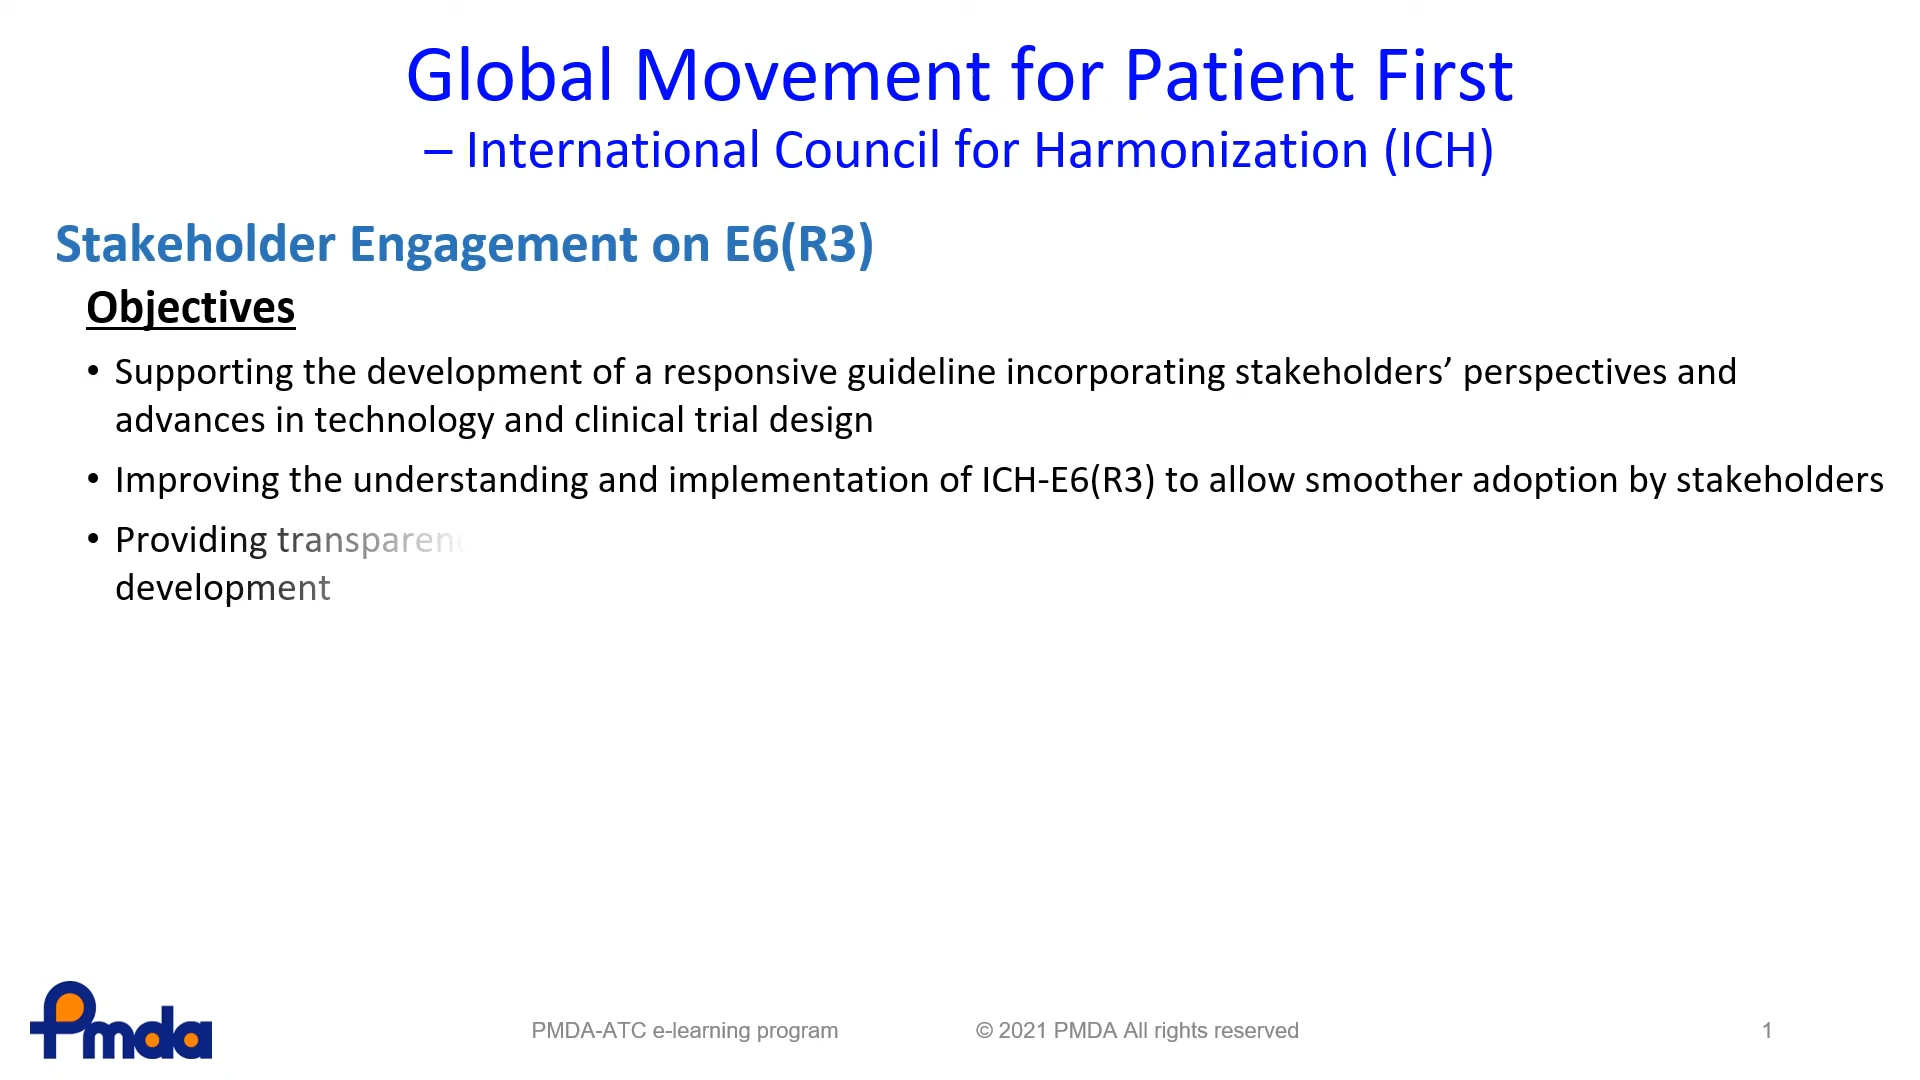 Global Movement for Patient First
– International Council for Harmonization (ICH)
Stakeholder Engagement on E6(R3)
Objectives
• Supporting the development of a responsive guideline incorporating stakeholders’ perspectives and
advances in technology and clinical trial design
• Improving the understanding and implementation of ICH-E6(R3) to allow smoother adoption by stakeholders
• Providing transparenc
development
Pmda
PMDA-ATC e-learning program
© 2021 PMDA All rights reserved
1